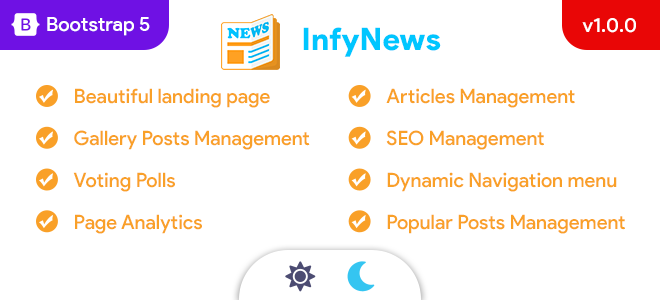 B Bootstrap 5
NEWS
InfyNews
v1.0.0
Beautiful landing page
Articles Management
Gallery Posts Management
SEO Management
Voting Polls
Dynamic Navigation menu
Page Analytics
Popular Posts Management